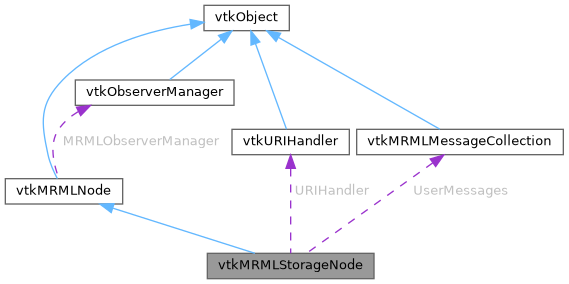 vtkObject
vtkObserverManager
MRMLObserverManager
vtkURIHandler
vtkMRMLMessageCollection
vtkMRMLNode
URIHandler
UserMessages
vtkMRMLStorageNode